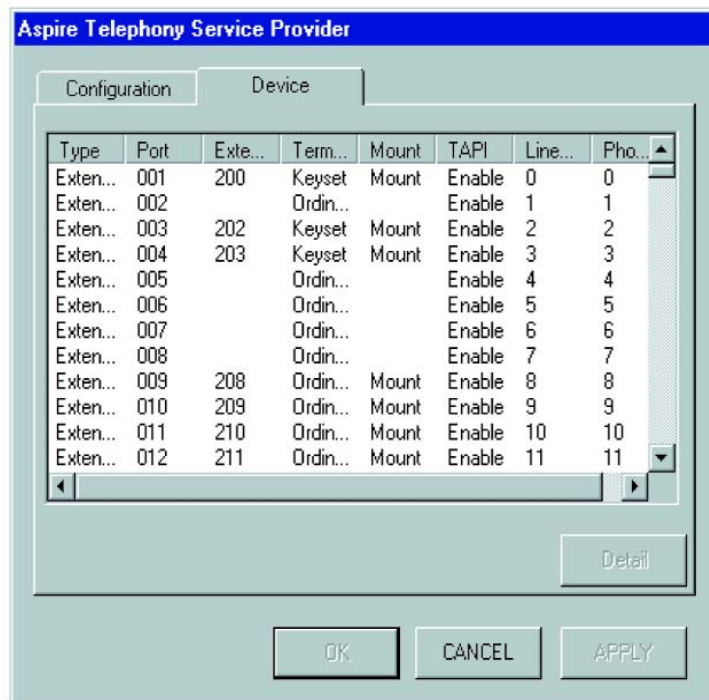 Aspire Telephony Service Provider
Configuration Device
Type Port Exte... Term... Mount TAPI Line... Pho...
Exten... 001 200 Keyset Mount Enable 0 0
Exten... 002 Ordin... Enable 1 1
Exten... 003 202 Keyset Mount Enable 2 2
Exten... 004 203 Keyset Mount Enable 3 3
Exten... 005 Ordin... Enable 4 4
Exten... 006 Ordin... Enable 5 5
Exten... 007 Ordin... Enable 6 6
Exten... 008 Ordin... Enable 7 7
Exten... 009 208 Ordin... Mount Enable 8 8
Exten... 010 209 Ordin... Mount Enable 9 9
Exten... 011 210 Ordin... Mount Enable 10 10
Exten... 012 211 Ordin... Mount Enable 11 11
Detail
OK CANCEL APPLY